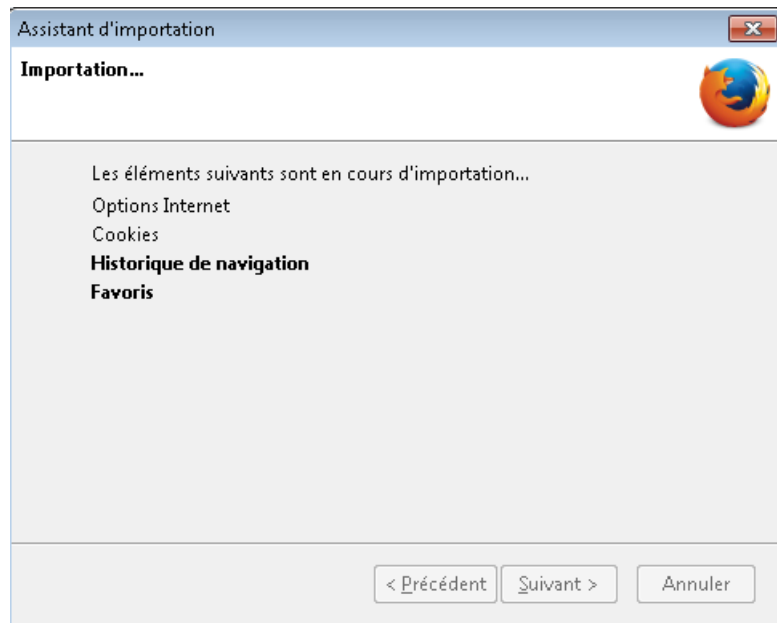 Assistant d'importation
Importation...
Les éléments suivants sont en cours d'importation...
Options Internet
Cookies
Historique de navigation
Favoris
< Précédent Suivant > Annuler